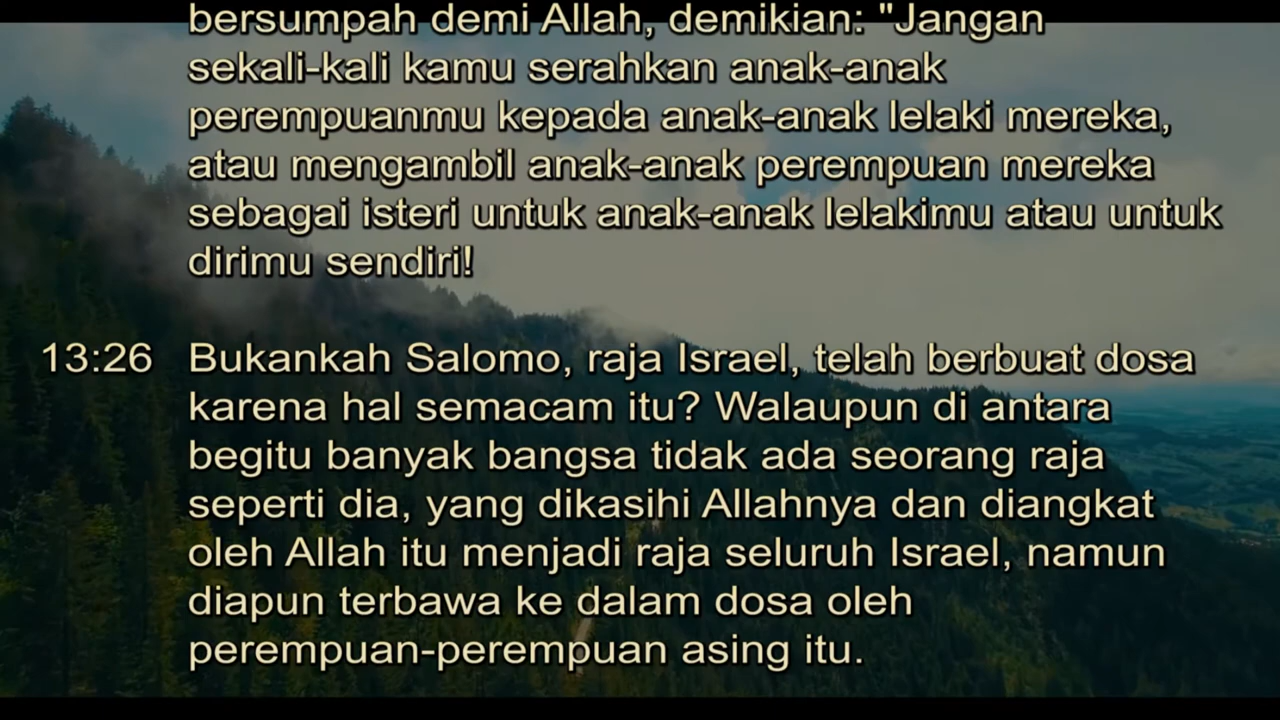 bersumpah demi Allah, demikian: "Jangan
sekali-kali kamu serahkan anak-anak
perempuanmu kepada anak-anak lelaki mereka,
atau mengambil anak-anak perempuan mereka
sebagai isteri untuk anak-anak lelakimu atau untuk
dirimu sendiri!
13:26 Bukankah Salomo, raja Israel, telah berbuat dosa
karena hal semacam itu? Walaupun di antara
begitu banyak bangsa tidak ada seorang raja
seperti dia, yang dikasihi Allahnya dan diangkat
oleh Allah itu menjadi raja seluruh Israel, namun
diapun terbawa ke dalam dosa oleh
perempuan-perempuan asing itu.